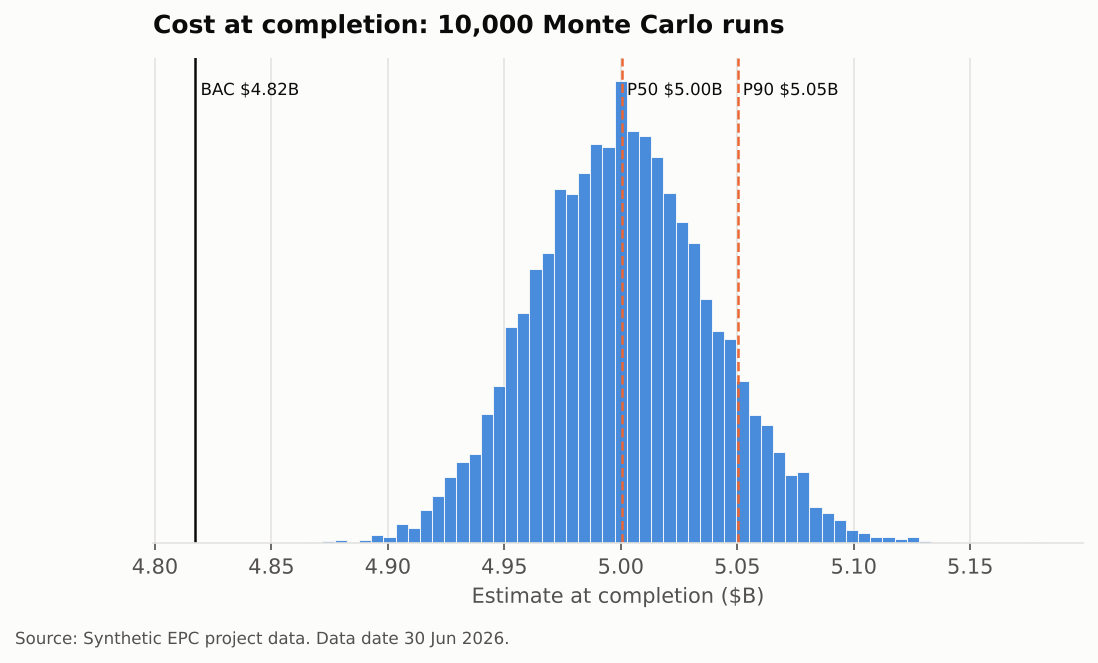 Cost at completion: 10,000 Monte Carlo runs
BAC $4.82B P50 $5.00B P90 $5.05B
4.80 4.85 4.90 4.95 5.00 5.05 5.10 5.15
Estimate at completion ($B)
Source: Synthetic EPC project data. Data date 30 Jun 2026.